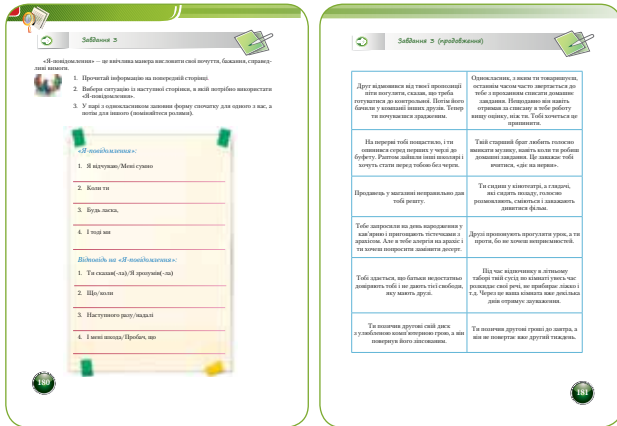 Завдання 3
«Я-повідомлення» — це ввічлива манера висловити свої почуття, бажання, справед-
ливі вимоги.
1. Прочитай інформацію на попередній сторінці.
2. Вибери ситуацію із наступної сторінки, в якій потрібно використати
«Я-повідомлення».
3. У парі з однокласником заповни форму спочатку для одного з вас, а
потім для іншого (поміняйтеся ролями).
«Я-повідомлення»:
1. Я відчуваю/Мені сумно
2. Коли ти
3. Будь ласка,
4. І тоді ми
Відповідь на «Я-повідомлення»:
1. Ти сказав(-ла)/Я зрозумів(-ла)
2. Що/коли
3. Наступного разу/надалі
4. І мені шкода/Пробач, що
180
Завдання 3 (продовження)
Друг відмовився від твоєї пропозиції
піти погуляти, сказав, що треба
готуватися до контрольної. Потім його
бачили у компанії інших друзів. Тепер
ти почуваєшся зрадженим.
Однокласник, з яким ти товаришуєш,
останнім часом часто звертається до
тебе з проханням списати домашнє
завдання. Нещодавно він навіть
отримав за списану в тебе роботу
вищу оцінку, ніж ти. Тобі хочеться це
припинити.
На перерві тобі пощастило, і ти
опинився серед перших у черзі до
буфету. Раптом зайшли інші школярі і
хочуть стати перед тобою без черги.
Твій старший брат любить голосно
вмикати музику, навіть коли ти робиш
домашні завдання. Це заважає тобі
вчитися, «діє на нерви».
Продавець у магазині неправильно дав
тобі решту.
Ти сидиш у кінотеатрі, а глядачі,
які сидять позаду, голосно
розмовляють, сміються і заважають
дивитися фільм.
Тебе запросили на день народження у
кав'ярню і пригощають тістечками з
арахісом. Але в тебе алергія на арахіс і
ти хочеш попросити замінити десерт.
Друзі пропонують прогуляти урок, а ти
проти, бо не хочеш неприємностей.
Тобі здається, що батьки недостатньо
довіряють тобі і не дають тієї свободи,
яку мають друзі.
Під час відпочинку в літньому
таборі твій сусід по кімнаті увесь час
розкидає свої речі, не прибирає ліжко і
т.д. Через це ваша кімната вже декілька
днів отримує зауваження.
Ти позичив другові свій диск
з улюбленою комп'ютерною грою, а він
повернув його зіпсованим.
Ти позичив другові гроші до завтра, а
він не повертає вже другий тиждень.
181